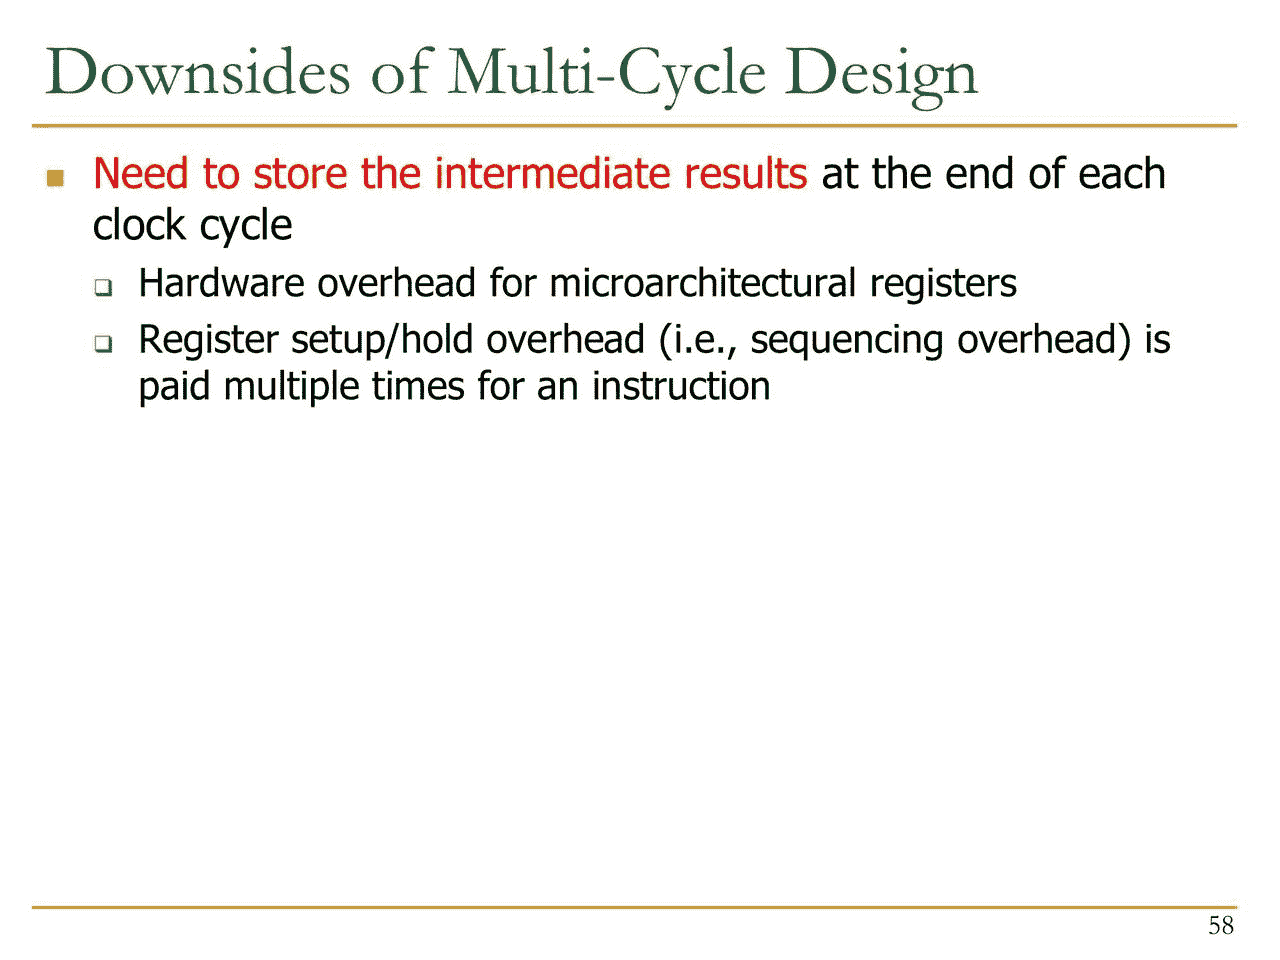 Downsides of Multi-Cycle Design
Need to store the intermediate results at the end of each
clock cycle
Hardware overhead for microarchitectural registers
Register setup/hold overhead (i.e., sequencing overhead) is
paid multiple times for an instruction
58